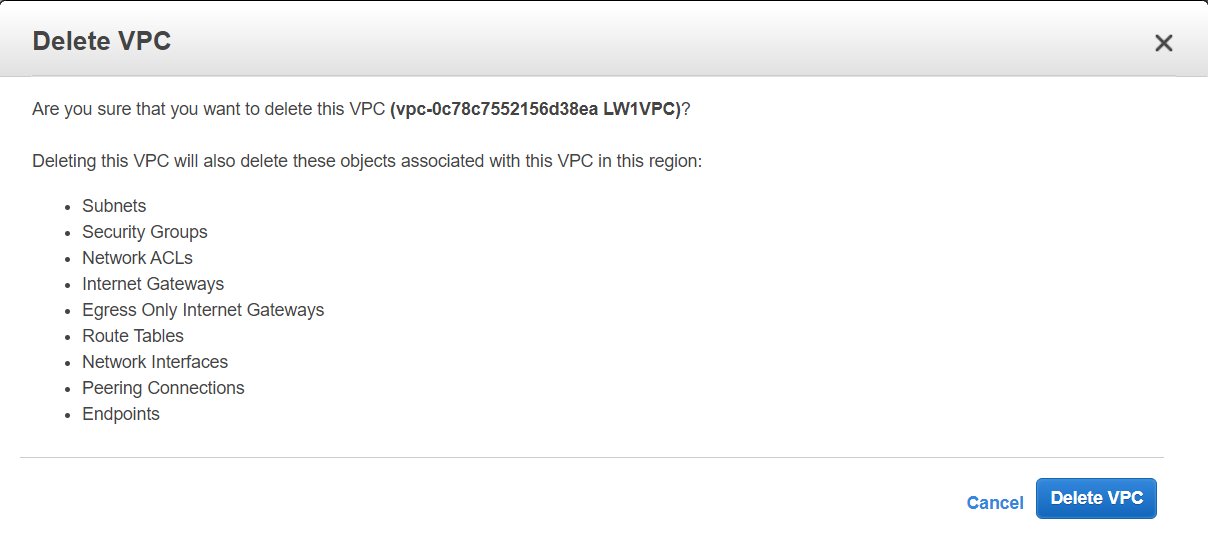 Delete VPC
Are you sure that you want to delete this VPC (vpc-0c78c7552156d38ea LW1VPC)?
Deleting this VPC will also delete these objects associated with this VPC in this region:
Subnets
Security Groups
Network ACLs
Internet Gateways
Egress Only Internet Gateways
Route Tables
Network Interfaces
Peering Connections
Endpoints
Cancel Delete VPC